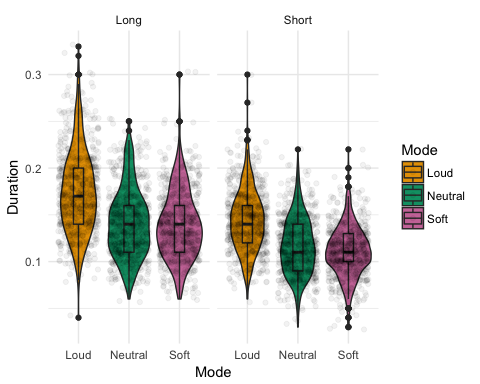 Long Short
0.3
0.2
0.1
Duration
Loud Neutral Soft Loud Neutral Soft
Mode
Mode
Loud
Neutral
Soft